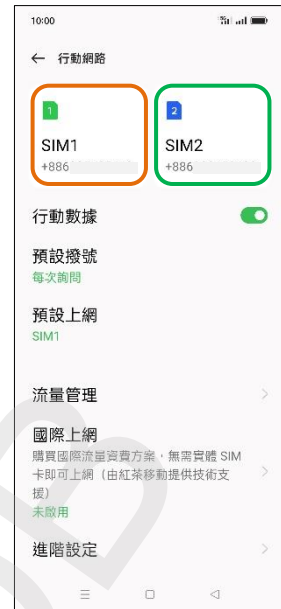 10:00
← 行動網路
1
2
SIM1
SIM2
+886
+886
行動數據
預設撥號
每次詢問
預設上網
SIM1
流量管理
國際上網
購買國際流量資費方案，無需實體 SIM
卡即可上網（由紅茶移動提供技術支
援）
未啟用
進階設定